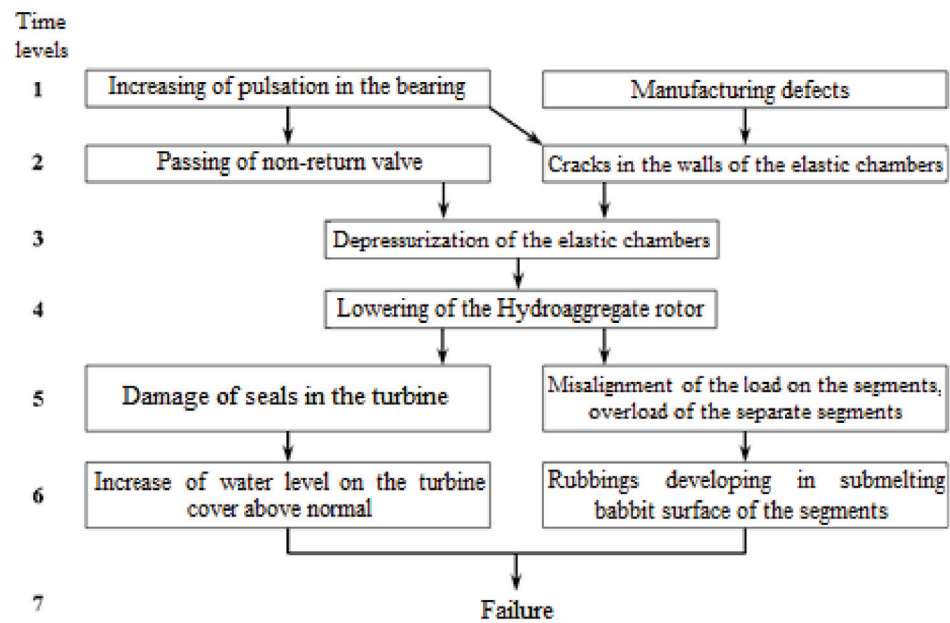 Time
levels
1
Increasing of pulsation in the bearing
Manufacturing defects
2
Passing of non-return valve
Cracks in the walls of the elastic chambers
3
Depressurization of the elastic chambers
4
Lowering of the Hydroaggregate rotor
5
Damage of seals in the turbine
Misalignment of the load on the segments,
overload of the separate segments
6
Increase of water level on the turbine
cover above normal
Rubbings developing in submelting
babbit surface of the segments
7
Failure